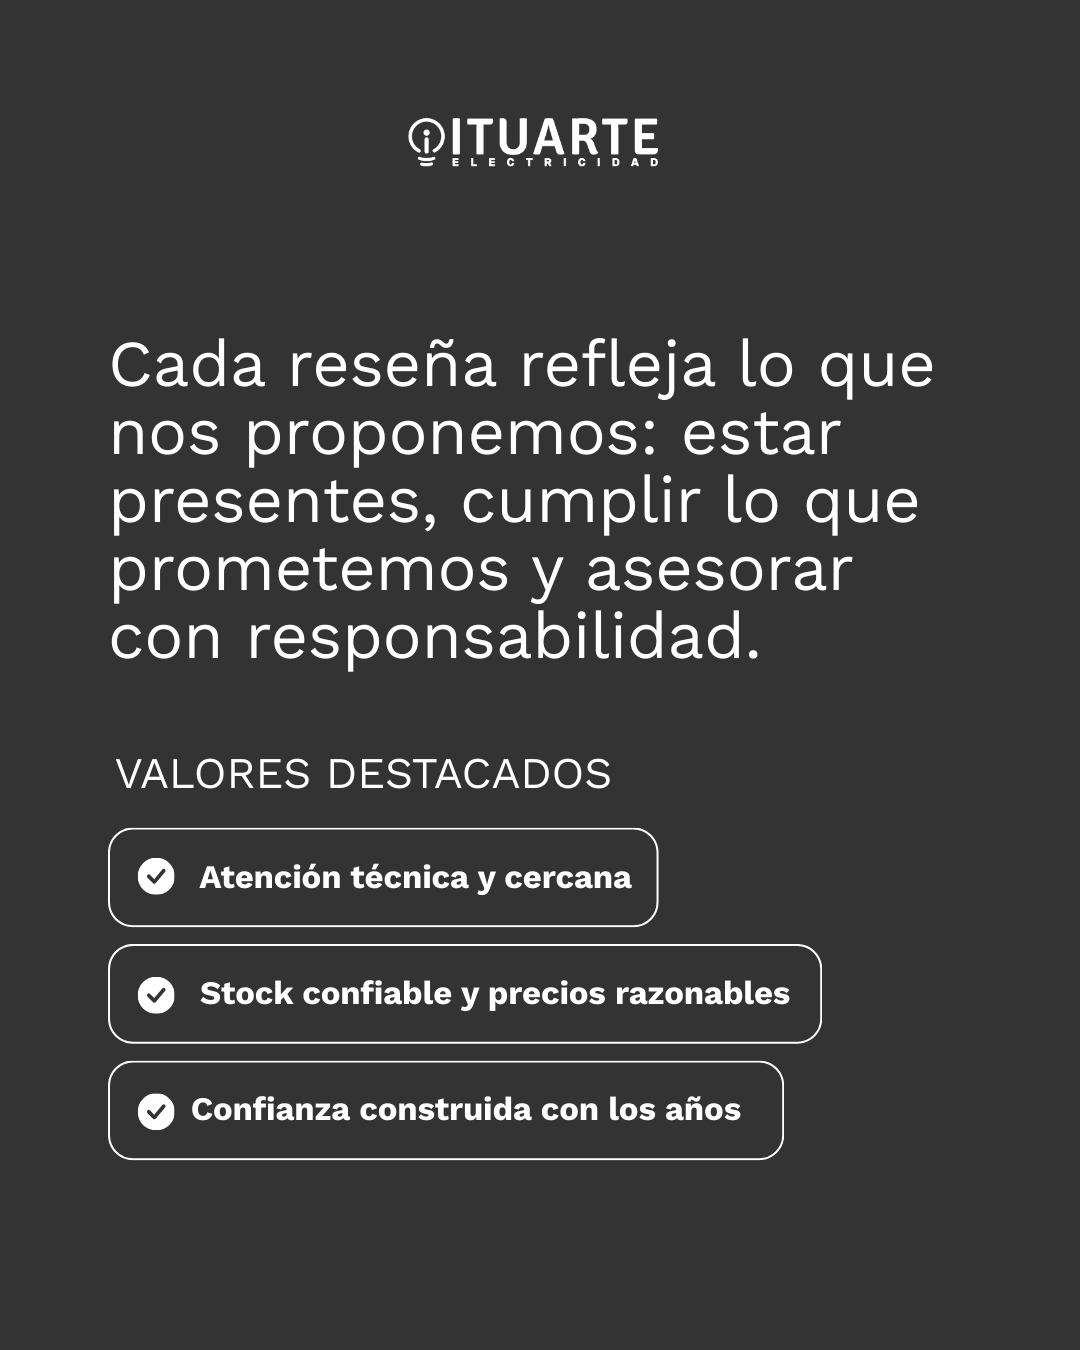 ITUARTE
ELECTRICIDAD
Cada reseña refleja lo que
nos proponemos: estar
presentes, cumplir lo que
prometemos y asesorar
con responsabilidad.
VALORES DESTACADOS
Atención técnica y cercana
Stock confiable y precios razonables
Confianza construida con los años